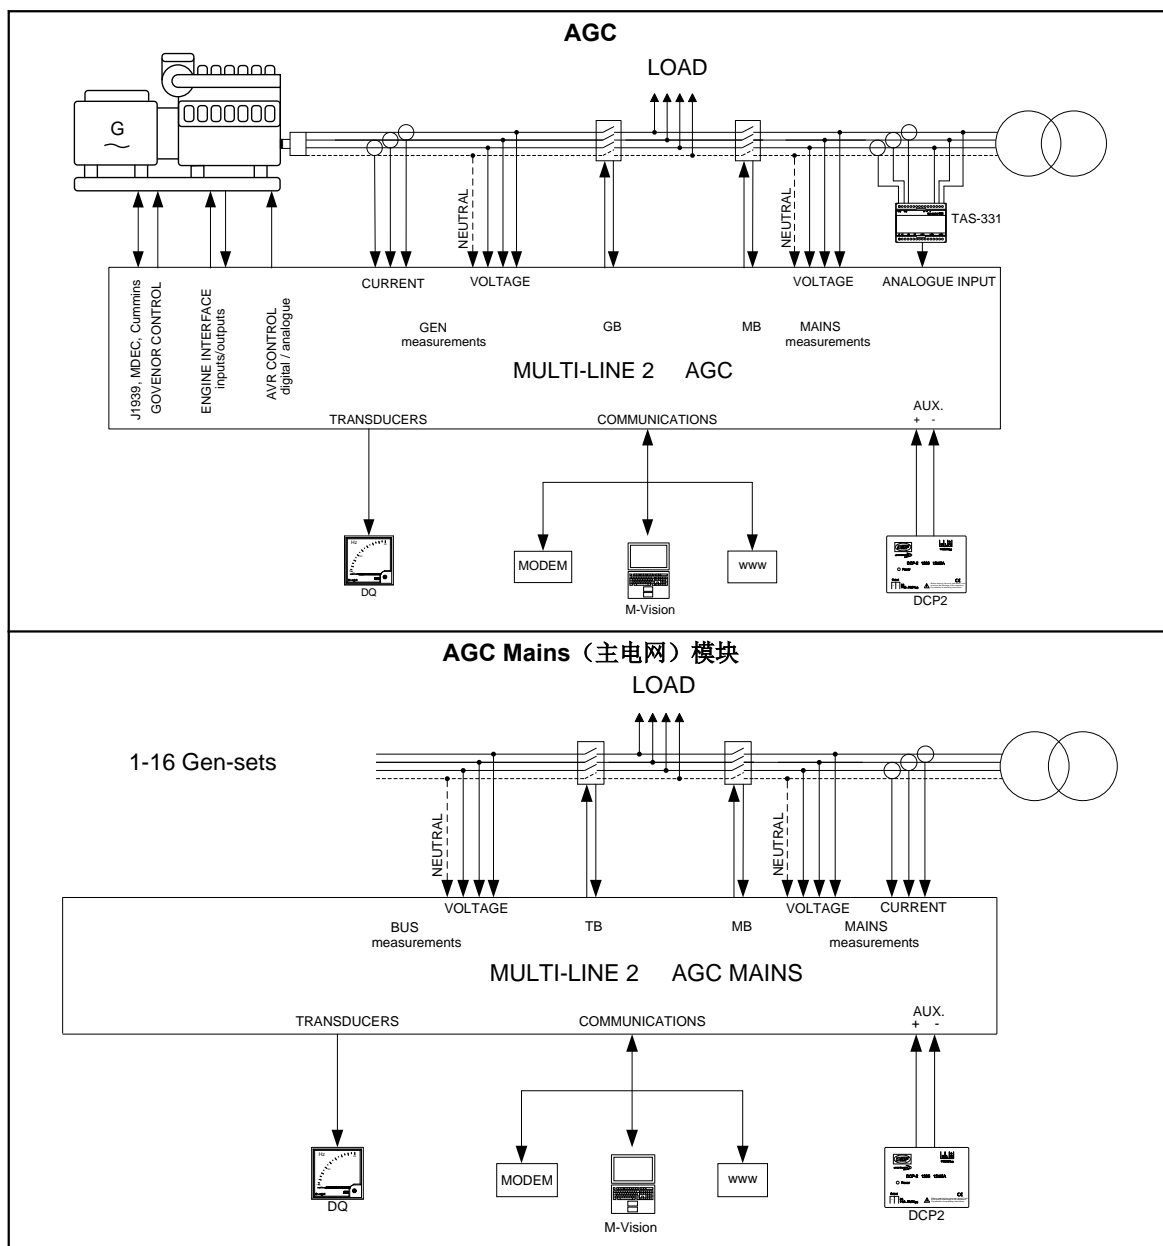 AGC
LOAD
G
TAS-331
NEUTRAL
NEUTRAL
CURRENT
VOLTAGE
VOLTAGE
ANALOGUE INPUT
J1939, MDEC, Cummins
GOVENOR CONTROL
ENGINE INTERFACE
inputs/outputs
AVR CONTROL
digital / analogue
GEN
measurements
GB
MB
MAINS
measurements
MULTI-LINE 2 AGC
TRANSDUCERS
COMMUNICATIONS
AUX.
+ -
Hz
DQ
MODEM
M-Vision
www
DCP2
AGC Mains（主电网）模块
LOAD
1-16 Gen-sets
NEUTRAL
NEUTRAL
VOLTAGE
VOLTAGE
CURRENT
BUS
measurements
TB
MB
MAINS
measurements
MULTI-LINE 2 AGC MAINS
TRANSDUCERS
COMMUNICATIONS
AUX.
+ -
Hz
DQ
MODEM
M-Vision
www
DCP2